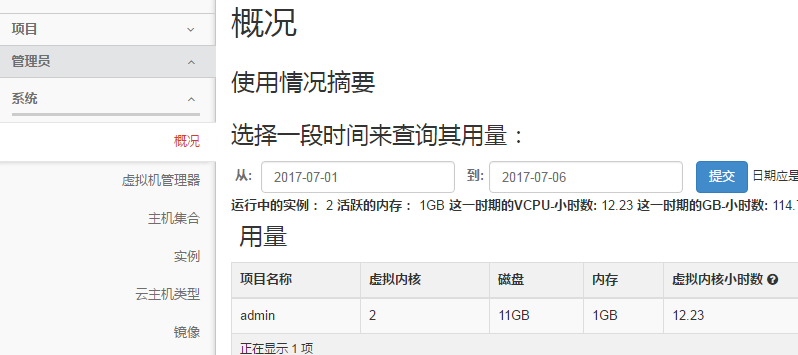 项目
管理员
系统
概况
虚拟机管理器
主机集合
实例
云主机类型
镜像
概况
使用情况摘要
选择一段时间来查询其用量：
从: 2017-07-01 到: 2017-07-06 提交 日期应是
运行中的实例： 2 活跃的内存： 1GB 这一时期的VCPU-小时数: 12.23 这一时期的GB-小时数: 114.
用量
项目名称 虚拟内核 磁盘 内存 虚拟内核小时数
admin 2 11GB 1GB 12.23
正在显示 1 项